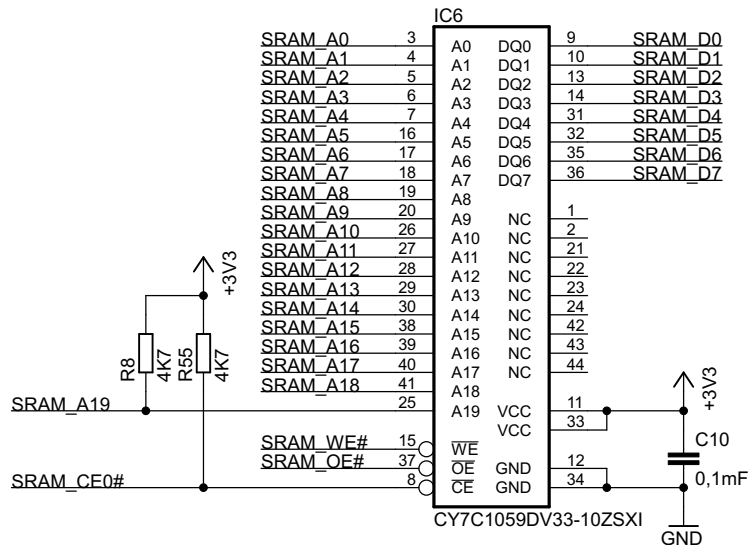 IC6
SRAM_A0 3 A0 DQ0 9 SRAM_D0
SRAM_A1 4 A1 DQ1 10 SRAM_D1
SRAM_A2 5 A2 DQ2 13 SRAM_D2
SRAM_A3 6 A3 DQ3 14 SRAM_D3
SRAM_A4 7 A4 DQ4 31 SRAM_D4
SRAM_A5 16 A5 DQ5 32 SRAM_D5
SRAM_A6 17 A6 DQ6 35 SRAM_D6
SRAM_A7 18 A7 DQ7 36 SRAM_D7
SRAM_A8 19 A8
SRAM_A9 20 A9 NC 1
SRAM_A10 26 A10 NC 2
SRAM_A11 27 A11 NC 21
SRAM_A12 28 A12 NC 22
SRAM_A13 29 A13 NC 23
SRAM_A14 30 A14 NC 24
SRAM_A15 38 A15 NC 42
SRAM_A16 39 A16 NC 43
SRAM_A17 40 A17 NC 44
SRAM_A18 41 A18
SRAM_A19 25 A19 VCC 11
VCC 33
SRAM_WE# 15 WE
SRAM_OE# 37 OE GND 12
SRAM_CE0# 8 CE GND 34
CY7C1059DV33-10ZSXI
+3V3
R8
4K7
R55
4K7
+3V3
C10
0,1mF
GND